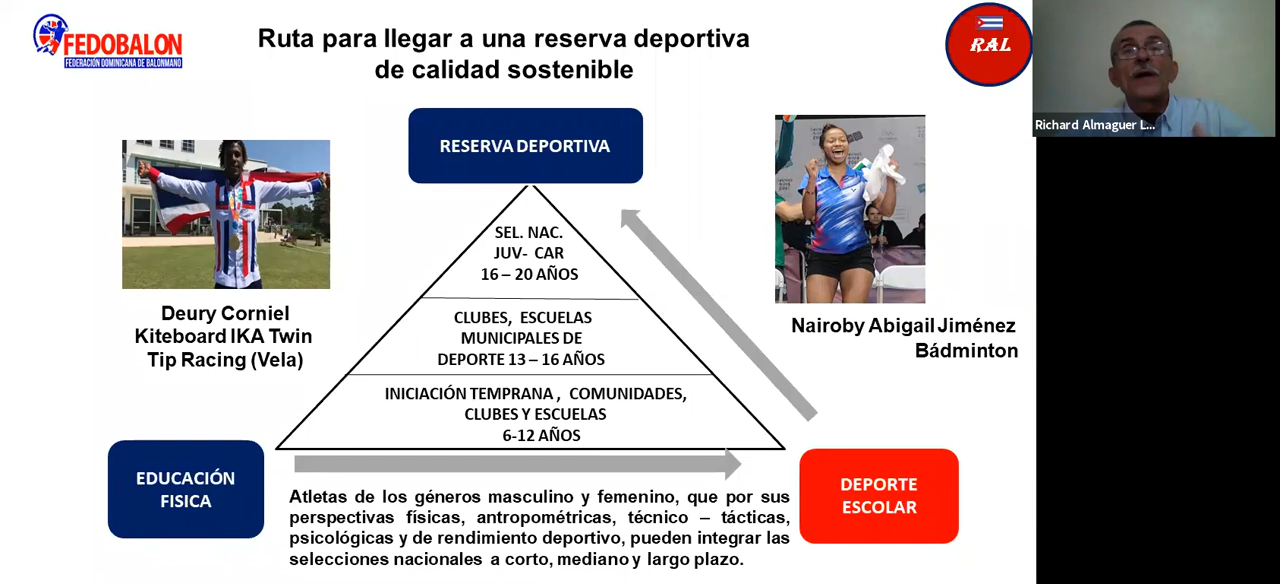 FEDOBALON
FEDERACIÓN DOMINICANA DE BALONMANO
Ruta para llegar a una reserva deportiva
de calidad sostenible
RAL
Richard Almaguer L...
RESERVA DEPORTIVA
SEL. NAC.
JUV- CAR
16 – 20 AÑOS
CLUBES, ESCUELAS
MUNICIPALES DE
DEPORTE 13 – 16 AÑOS
INICIACIÓN TEMPRANA , COMUNIDADES,
CLUBES Y ESCUELAS
6-12 AÑOS
Deury Corniel
Kiteboard IKA Twin
Tip Racing (Vela)
Nairoby Abigail Jiménez
Bádminton
EDUCACIÓN
FISICA
DEPORTE
ESCOLAR
Atletas de los géneros masculino y femenino, que por sus
perspectivas físicas, antropométricas, técnico – tácticas,
psicológicas y de rendimiento deportivo, pueden integrar las
selecciones nacionales a corto, mediano y largo plazo.